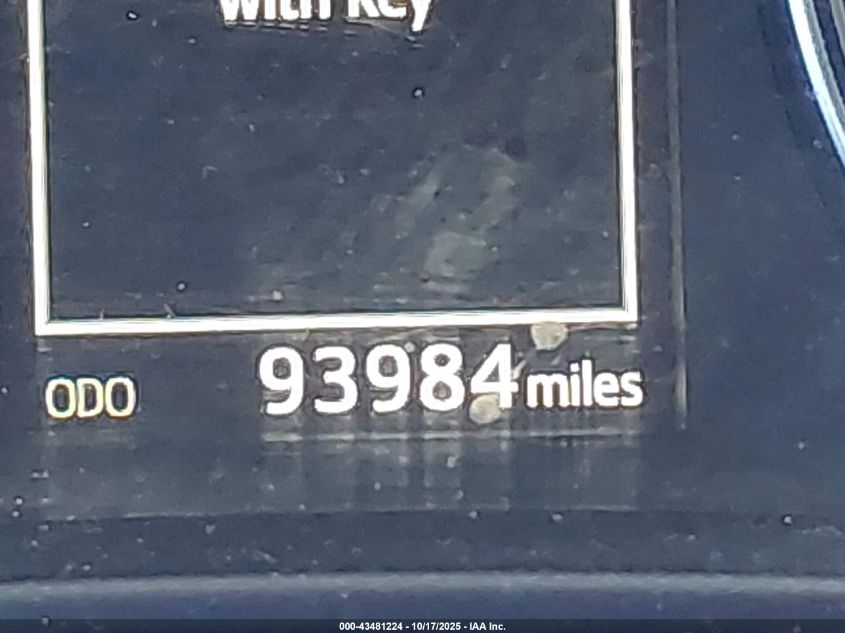 with key
ODO 93984 miles
000-43481224 - 10/17/2025 - IAA Inc.